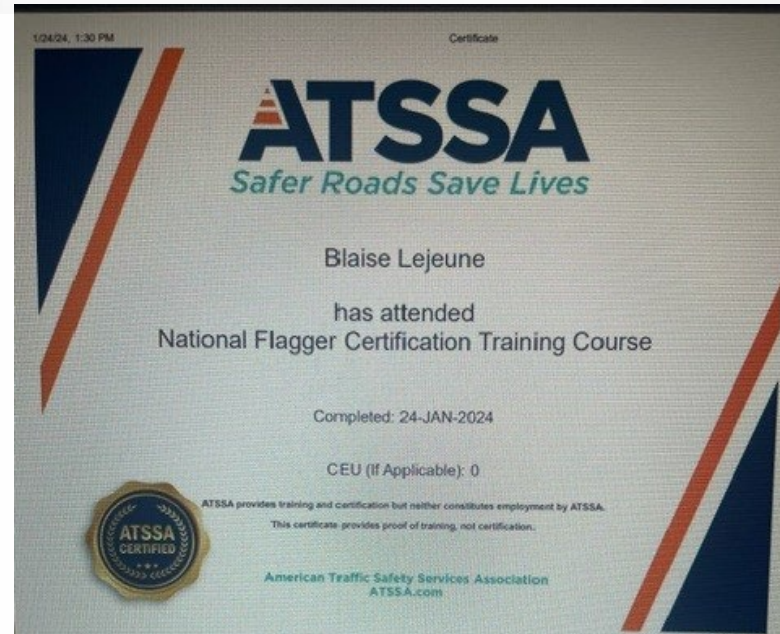 1/24/24, 1:30 PM
Certificate
ATSSA
Safer Roads Save Lives
Blaise Lejeune
has attended
National Flagger Certification Training Course
Completed: 24-JAN-2024
CEU (If Applicable): 0
ATSSA provides training and certification but neither constitutes employment by ATSSA.
This certificate provides proof of training, not certification.
ATSSA
CERTIFIED
American Traffic Safety Services Association
ATSSA.com